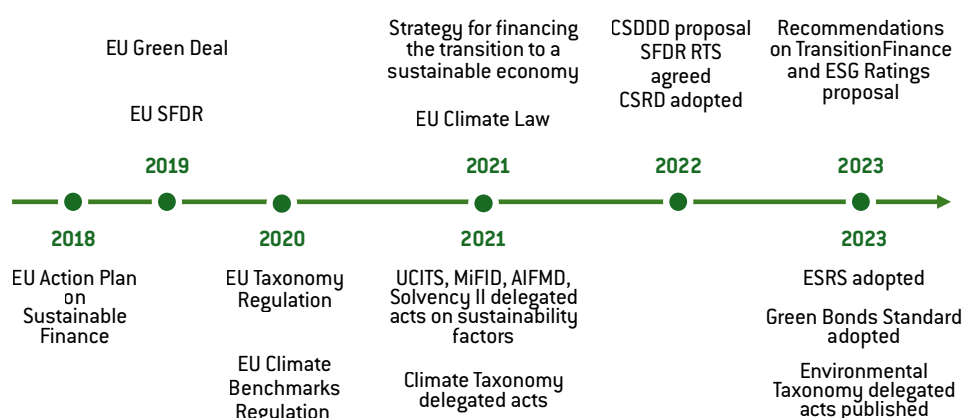 EU Green Deal
EU SFDR
2019
Strategy for financing
the transition to a
sustainable economy
EU Climate Law
2021
CSDDD proposal
SFDR RTS
agreed
CSRD adopted
2022
Recommendations
on TransitionFinance
and ESG Ratings
proposal
2023
2018
EU Action Plan
on
Sustainable
Finance
2020
EU Taxonomy
Regulation
EU Climate
Benchmarks
Regulation
2021
UCITS, MiFID, AIFMD,
Solvency II delegated
acts on sustainability
factors
Climate Taxonomy
delegated acts
2023
ESRS adopted
Green Bonds Standard
adopted
Environmental
Taxonomy delegated
acts published